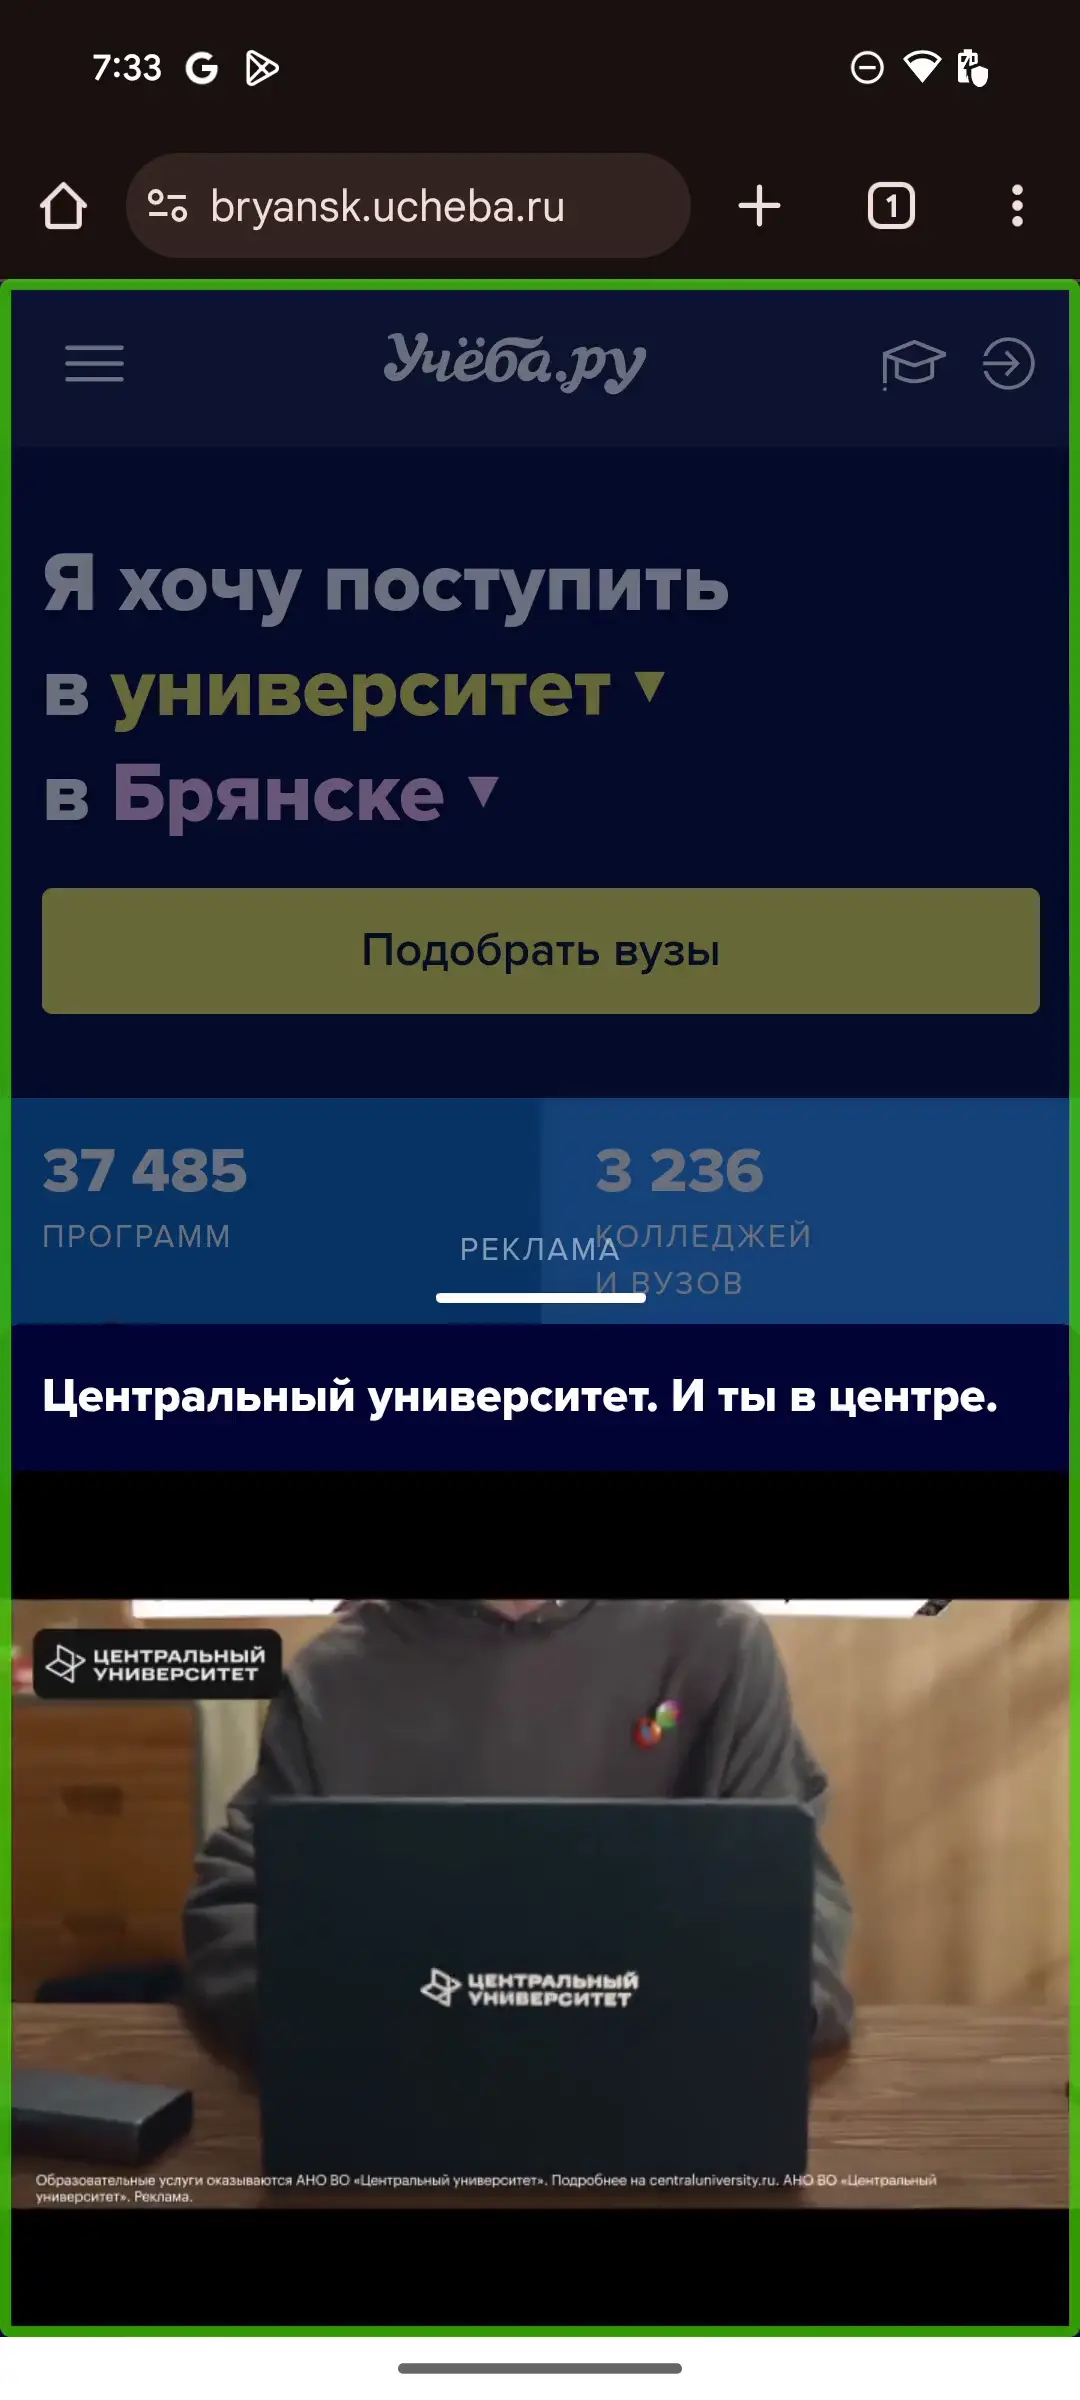 7:33
bryansk.ucheba.ru
1
Учёба.ру
Я хочу поступить
в университет
в Брянске
Подобрать вузы
37 485
ПРОГРАММ
3 236
КОЛЛЕДЖЕЙ
И ВУЗОВ
РЕКЛАМА
Центральный университет. И ты в центре.
ЦЕНТРАЛЬНЫЙ
УНИВЕРСИТЕТ
ЦЕНТРАЛЬНЫЙ
УНИВЕРСИТЕТ
Образовательные услуги оказываются АНО ВО «Центральный университет». Подробнее на centraluniversity.ru. АНО ВО «Центральный
университет». Реклама.